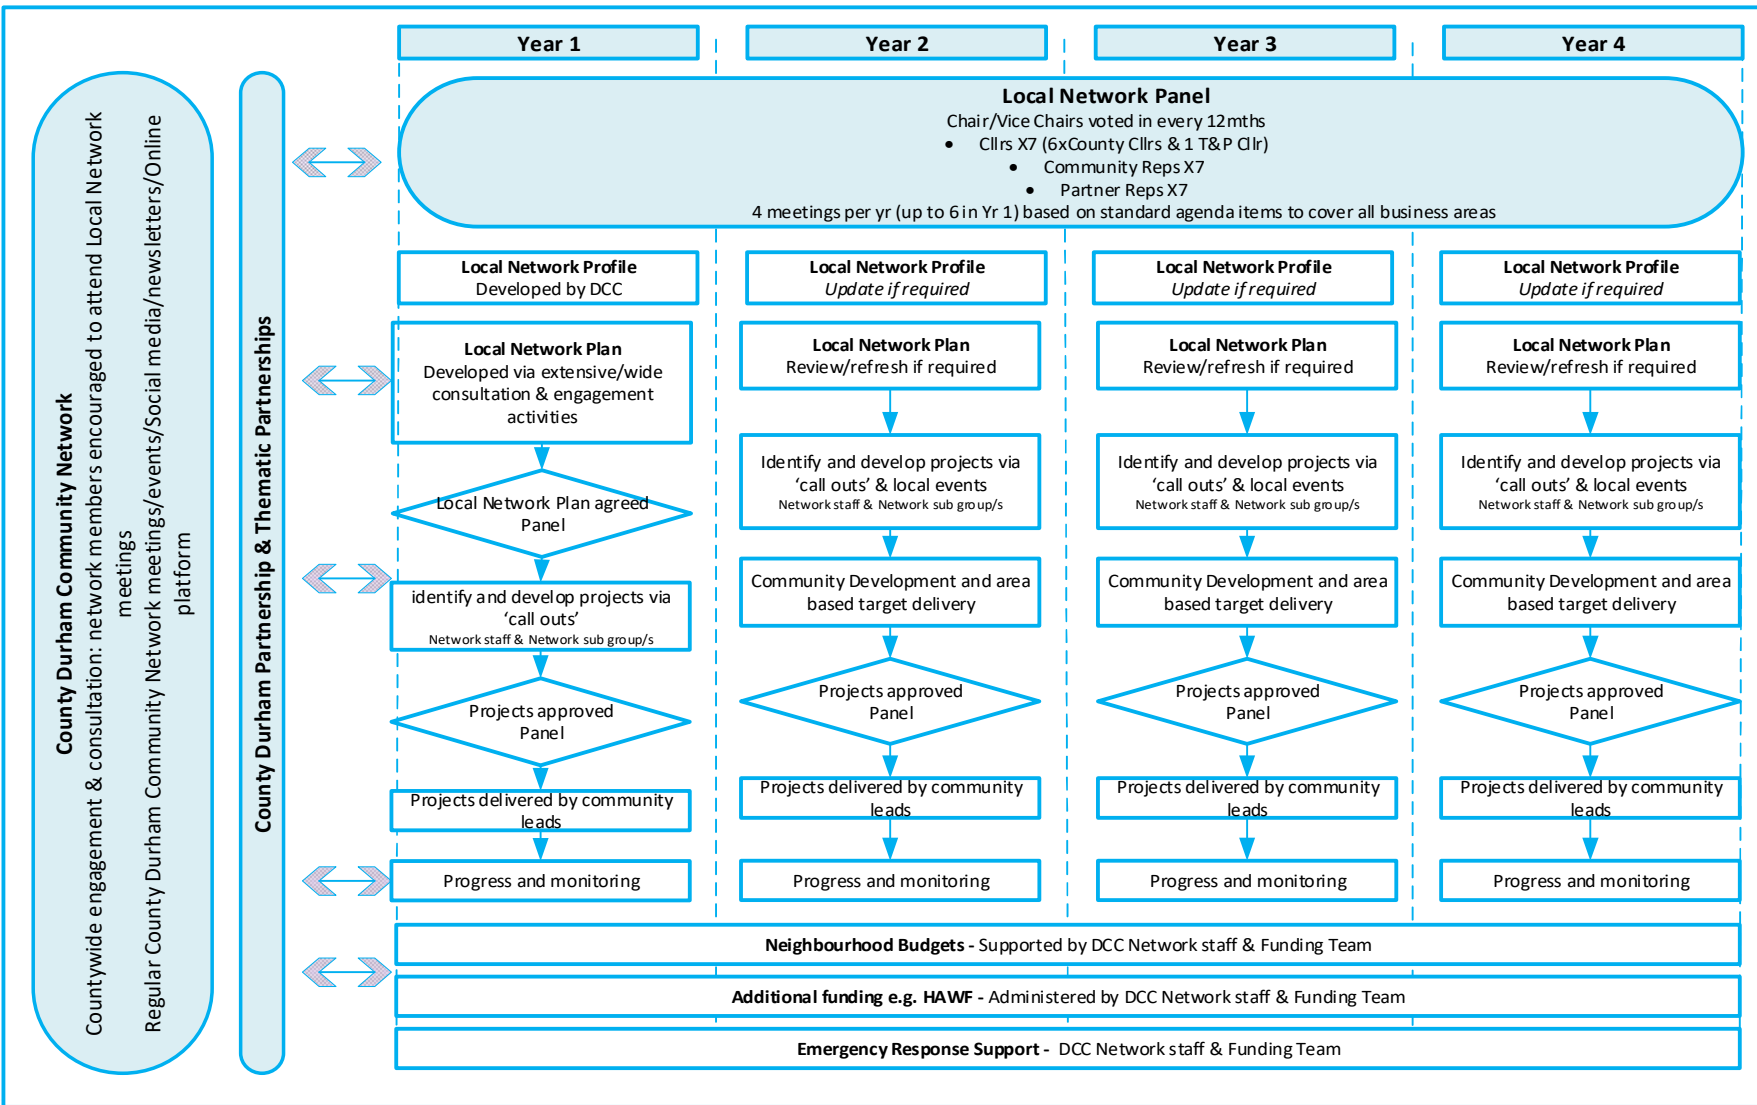 County Durham Community Network
Countywide engagement & consultation: network members encouraged to attend Local Network
meetings
Regular County Durham Community Network meetings/events/Social media/newsletters/Online
platform
County Durham Partnership & Thematic Partnerships
Year 1
Year 2
Year 3
Year 4
Local Network Panel
Chair/Vice Chairs voted in every 12mths
• Cllrs X7 (6xCounty Cllrs & 1 T&P Cllr)
• Community Reps X7
• Partner Reps X7
4 meetings per yr (up to 6 in Yr 1) based on standard agenda items to cover all business areas
Local Network Profile
Developed by DCC
Local Network Plan
Developed via extensive/wide
consultation & engagement
activities
Local Network Plan agreed
Panel
identify and develop projects via
‘call outs’
Network staff & Network sub group/s
Projects approved
Panel
Projects delivered by community
leads
Progress and monitoring
Local Network Profile
Update if required
Local Network Plan
Review/refresh if required
Identify and develop projects via
‘call outs’ & local events
Network staff & Network sub group/s
Community Development and area
based target delivery
Projects approved
Panel
Projects delivered by community
leads
Progress and monitoring
Local Network Profile
Update if required
Local Network Plan
Review/refresh if required
Identify and develop projects via
‘call outs’ & local events
Network staff & Network sub group/s
Community Development and area
based target delivery
Projects approved
Panel
Projects delivered by community
leads
Progress and monitoring
Local Network Profile
Update if required
Local Network Plan
Review/refresh if required
Identify and develop projects via
‘call outs’ & local events
Network staff & Network sub group/s
Community Development and area
based target delivery
Projects approved
Panel
Projects delivered by community
leads
Progress and monitoring
Neighbourhood Budgets - Supported by DCC Network staff & Funding Team
Additional funding e.g. HAWF - Administered by DCC Network staff & Funding Team
Emergency Response Support - DCC Network staff & Funding Team